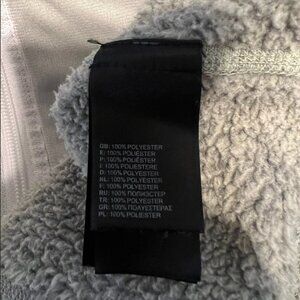 GB: 100% POLYESTER
E: 100% POLIÉSTER
P: 100% POLIÉSTER
I: 100% POLIESTERE
D: 100% POLYESTER
NL: 100% POLYESTER
F: 100% POLYESTER
RU: 100% ПОЛИЭСТЕР
TR: 100% POLYESTER
GR: 100% ΠΟΛΥΕΣΤΕΡΑΣ
PL: 100% POLIESTER